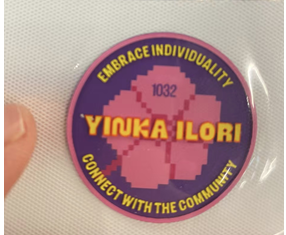 EMBRACE INDIVIDUALITY
1032
YINKA ILORI
CONNECT WITH THE COMMUNITY